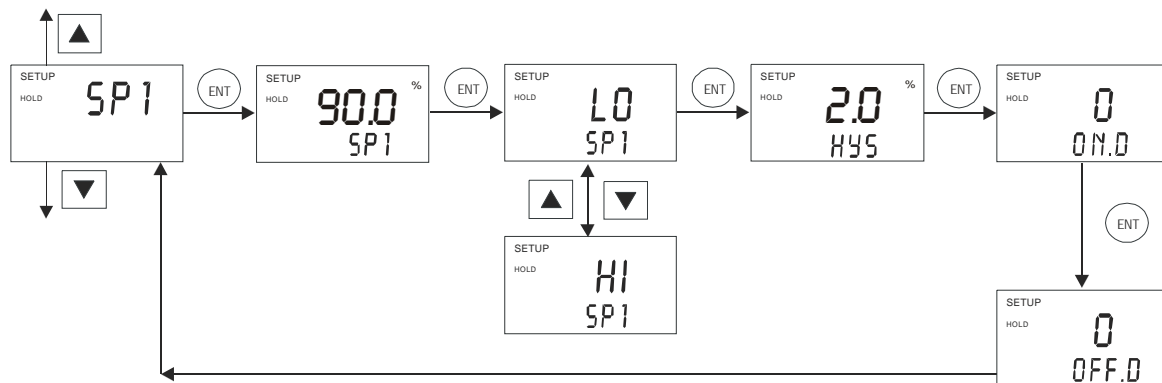 SETUP
HOLD
SP1
ENT
SETUP
HOLD
90.0 %
SP1
ENT
SETUP
HOLD
LO
SP1
ENT
SETUP
HOLD
2.0 %
HYS
ENT
SETUP
HOLD
0
ON.D
SETUP
HOLD
HI
SP1
ENT
SETUP
HOLD
0
OFF.D